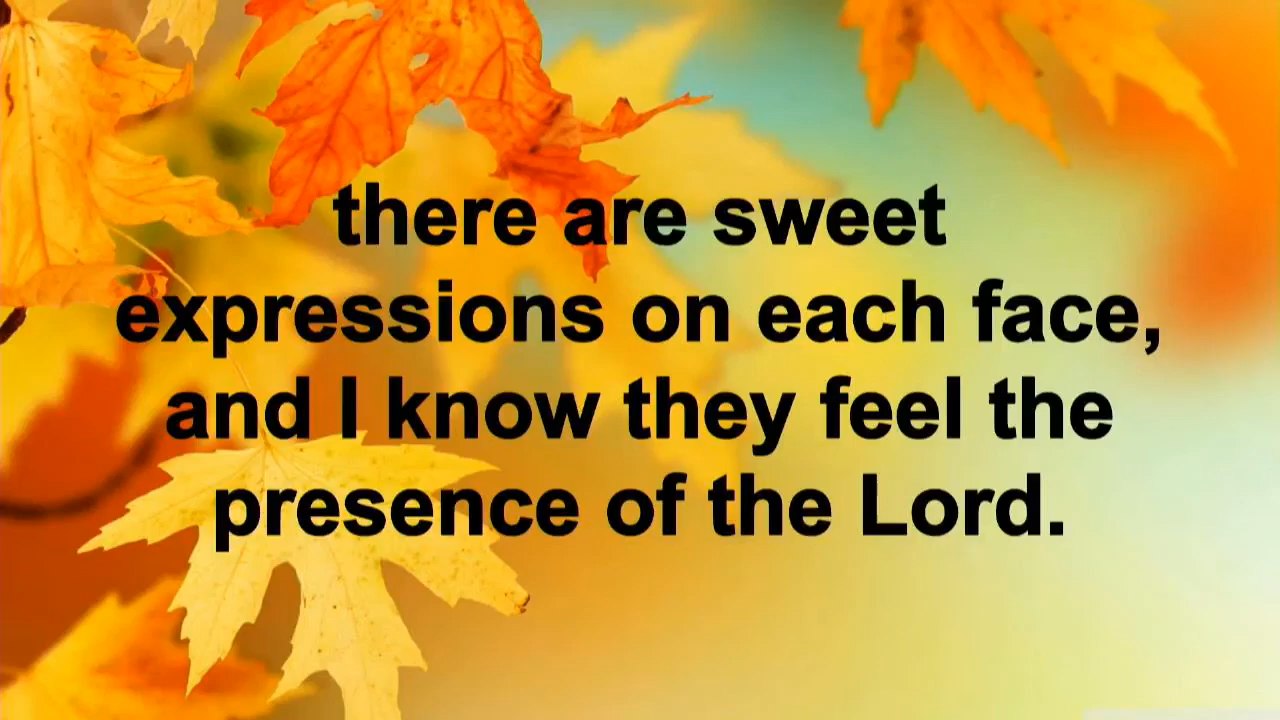 there are sweet
expressions on each face,
and I know they feel the
presence of the Lord.